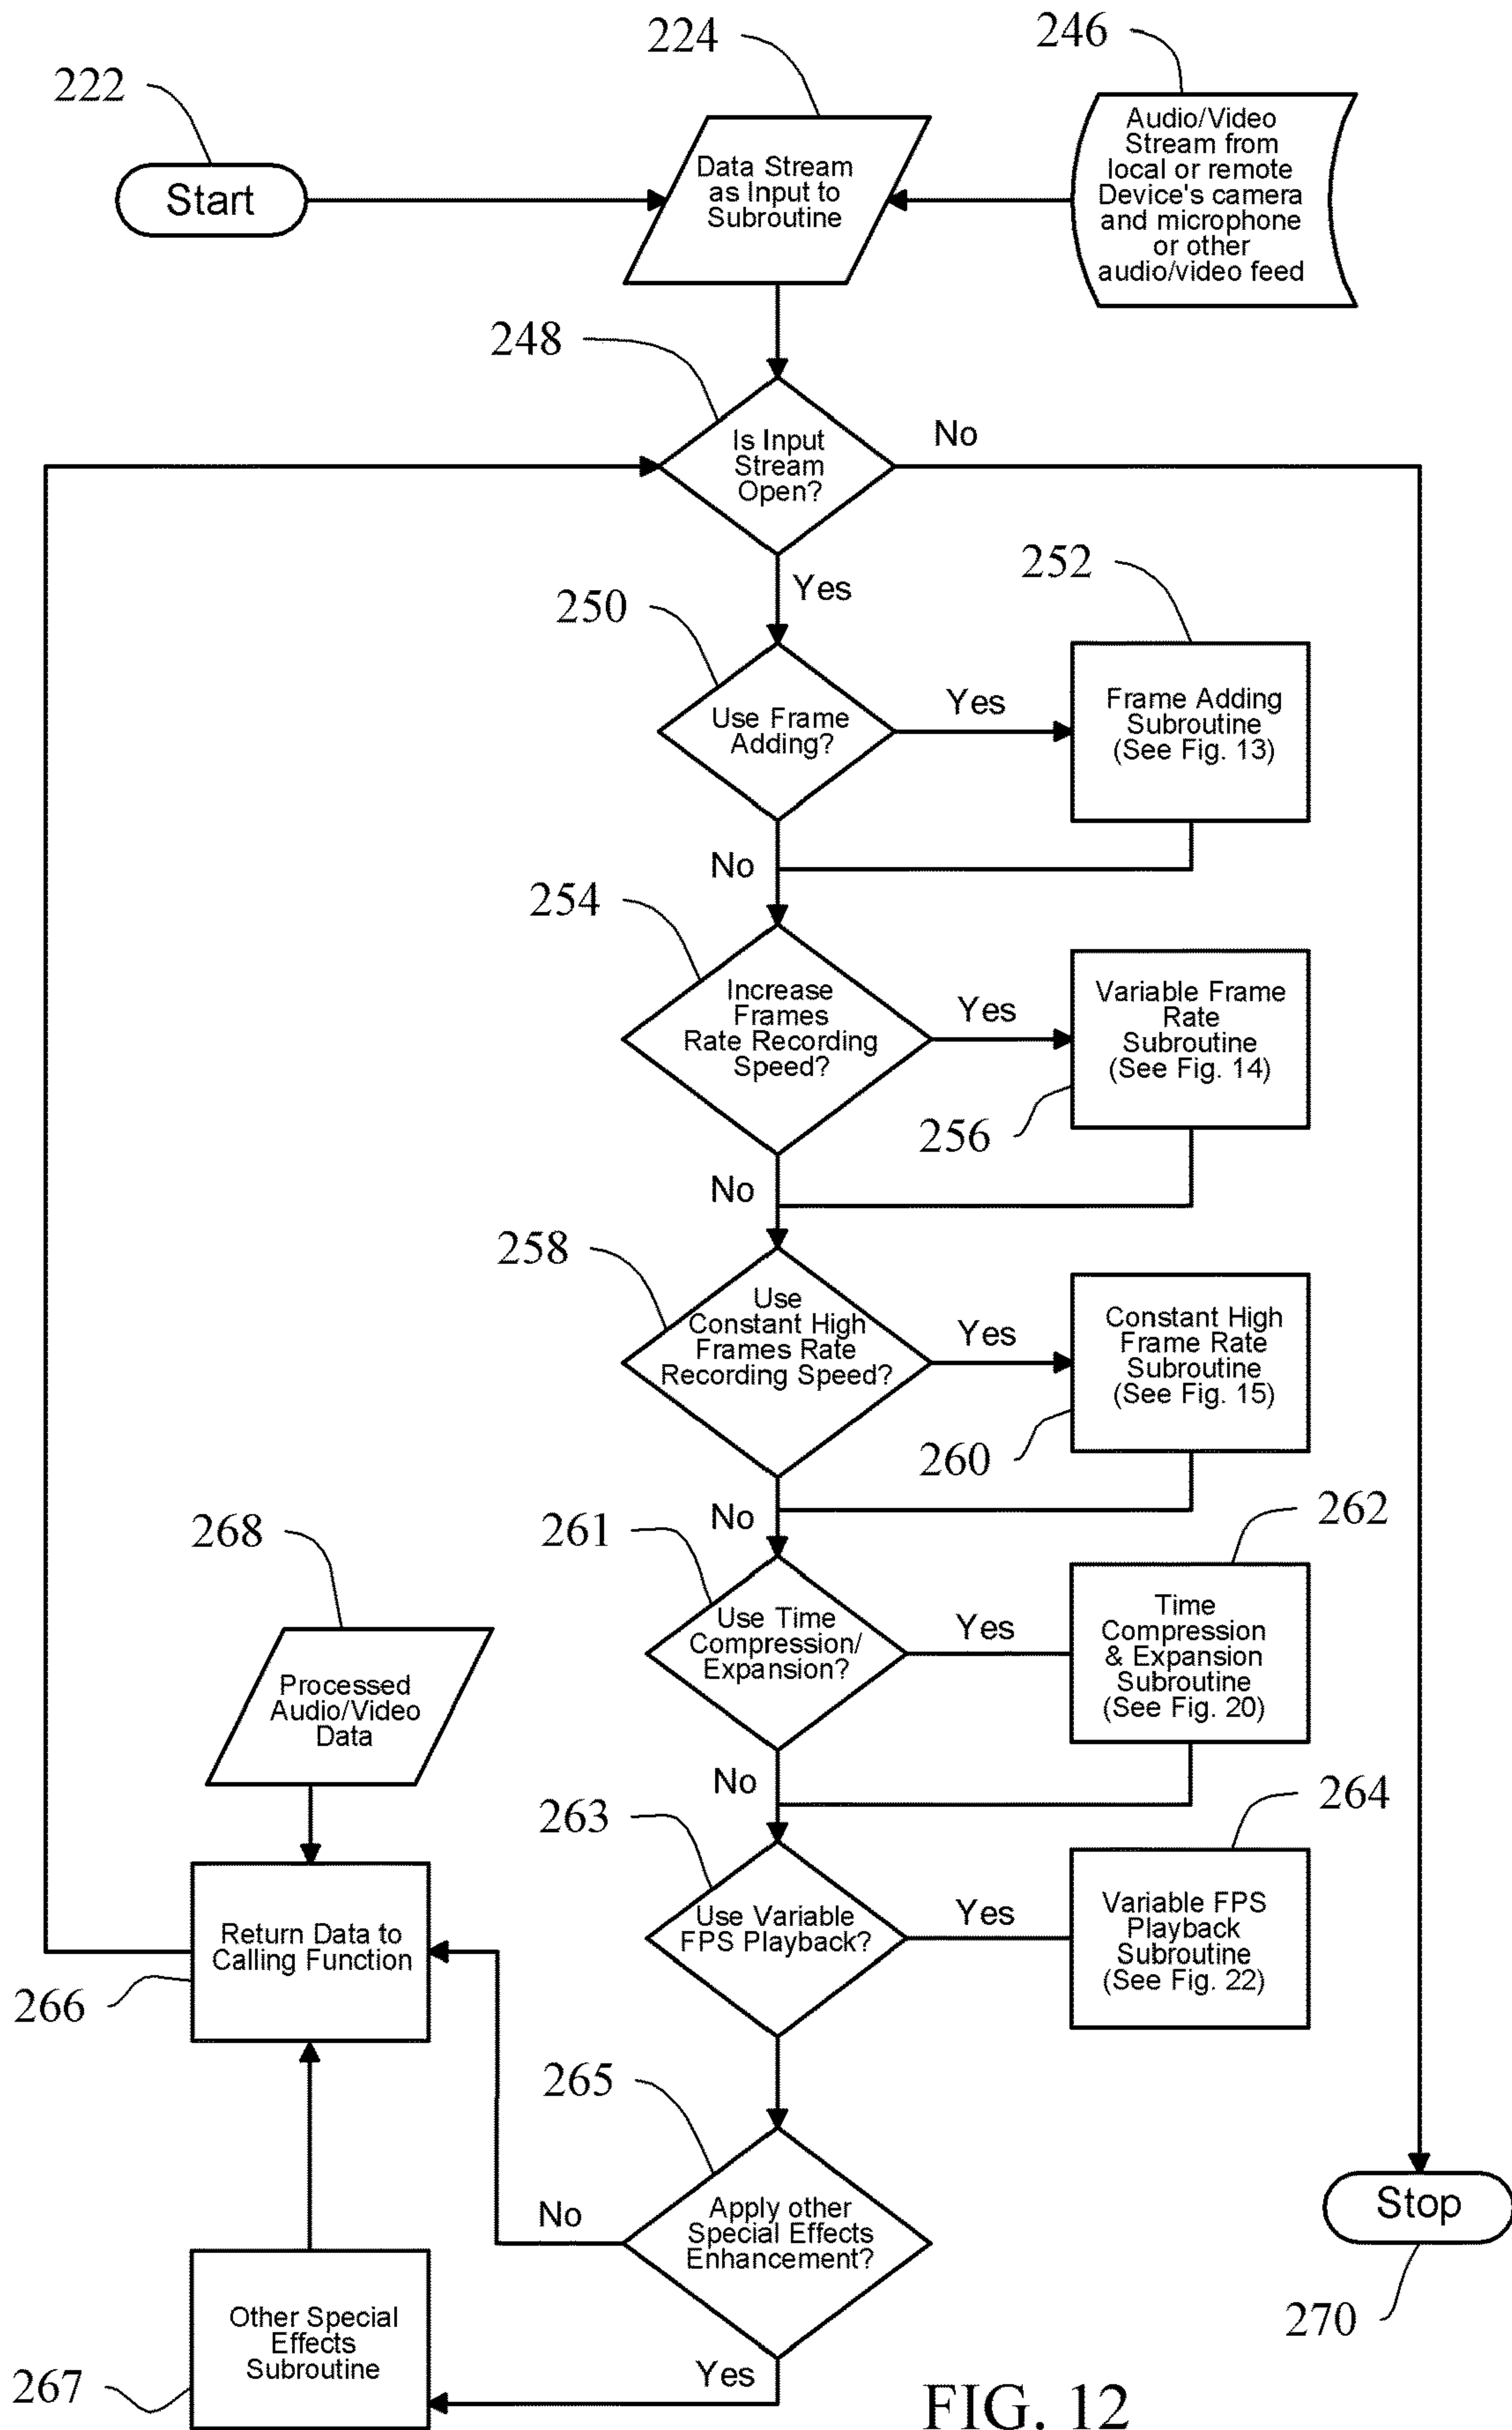 224
246
222
Start
Data Stream
as Input to
Subroutine
Audio/Video
Stream from
local or remote
Device's camera
and microphone
or other
audio/video feed
248
Is Input
Stream
Open?
No
Yes
252
250
Use Frame
Adding?
Yes
Frame Adding
Subroutine
(See Fig. 13)
No
254
Increase
Frames
Rate Recording
Speed?
Yes
Variable Frame
Rate
Subroutine
(See Fig. 14)
256
No
258
Use
Constant High
Frames Rate
Recording Speed?
Yes
Constant High
Frame Rate
Subroutine
(See Fig. 15)
260
No
261
262
Use Time
Compression/
Expansion?
Yes
Time
Compression
& Expansion
Subroutine
(See Fig. 20)
268
Processed
Audio/Video
Data
No
263
264
Use Variable
FPS Playback?
Yes
Variable FPS
Playback
Subroutine
(See Fig. 22)
Return Data to
Calling Function
266
265
Apply other
Special Effects
Enhancement?
No
Yes
Stop
270
Other Special
Effects
Subroutine
267
FIG. 12